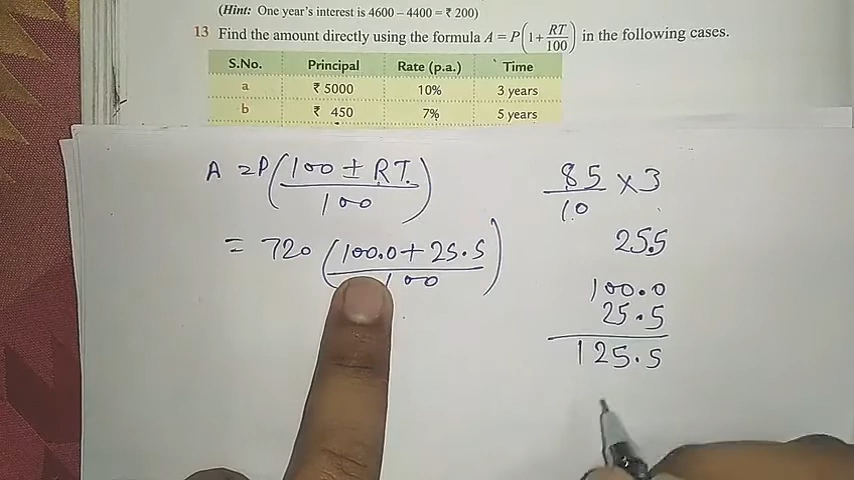 (Hint: One year's interest is 4600 – 4400 = ₹ 200)
13 Find the amount directly using the formula A = P(1+RT/100) in the following cases.
S.No. Principal Rate (p.a.) Time
a ₹ 5000 10% 3 years
b ₹ 450 7% 5 years
A = P(100 ± RT./100)
= 720 (100.0 + 25.5/100)
85/10 × 3
25.5
100.0
25.5
125.5